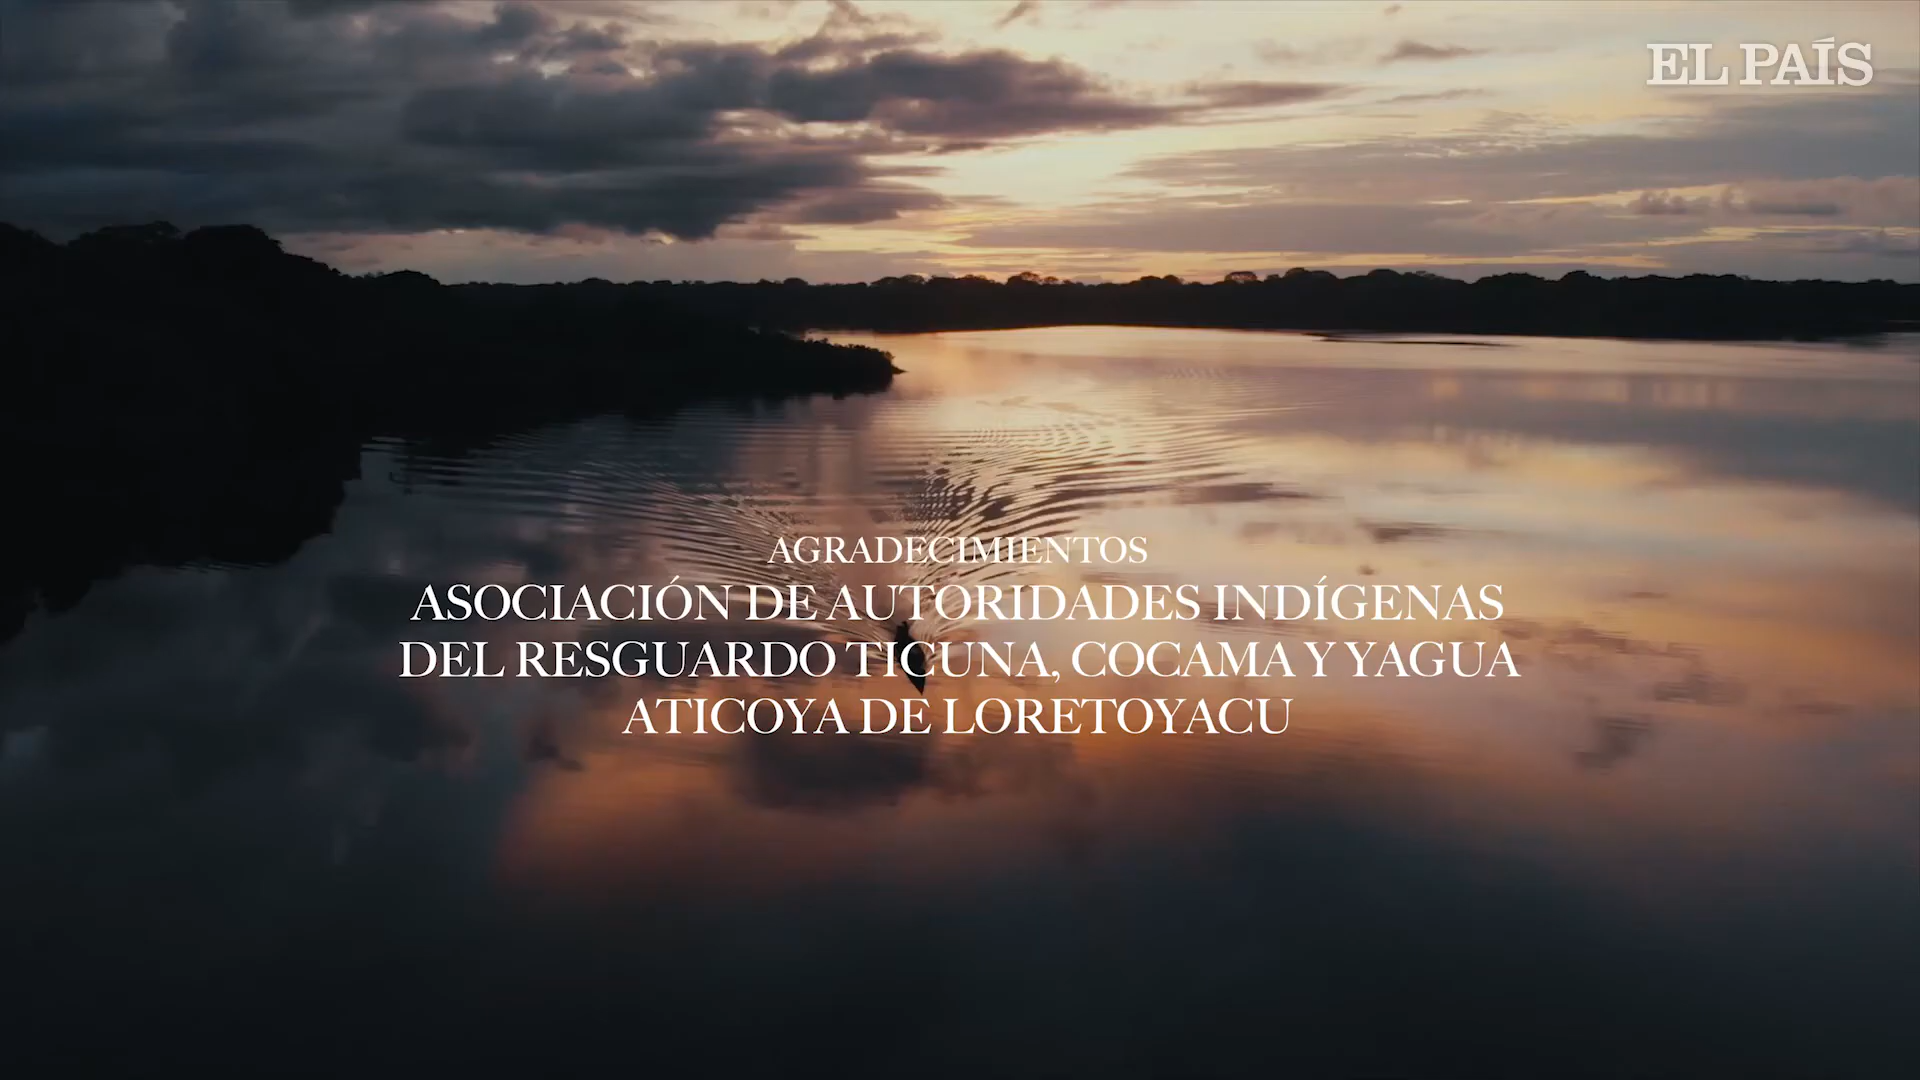 EL PAÍS
AGRADECIMIENTOS
ASOCIACIÓN DE AUTORIDADES INDÍGENAS
DEL RESGUARDO TICUNA, COCAMA Y YAGUA
ATICOYA DE LORETOYACU